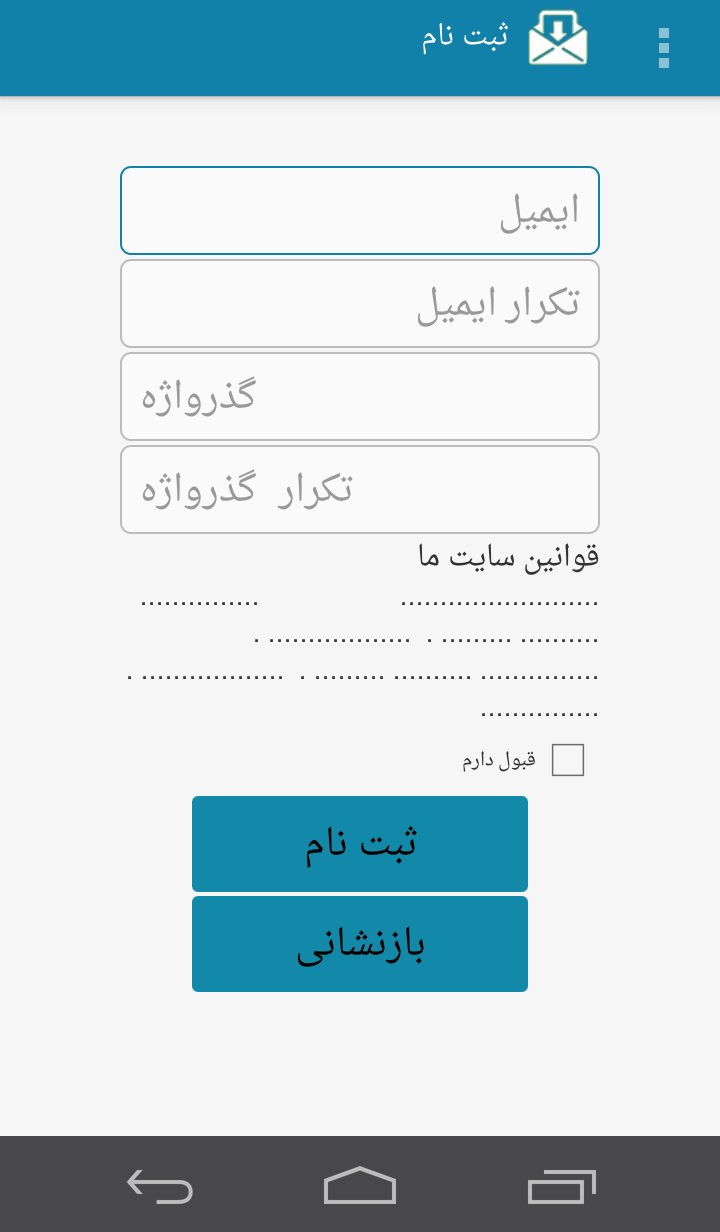 ثبت نام
ایمیل
تکرار ایمیل
گذرواژه
تکرار گذرواژه
قوانین سایت ما
......................... ...............
.......... ......... . .................. .
............... .......... ......... . .................. .
...............
قبول دارم
ثبت نام
بازنشانی